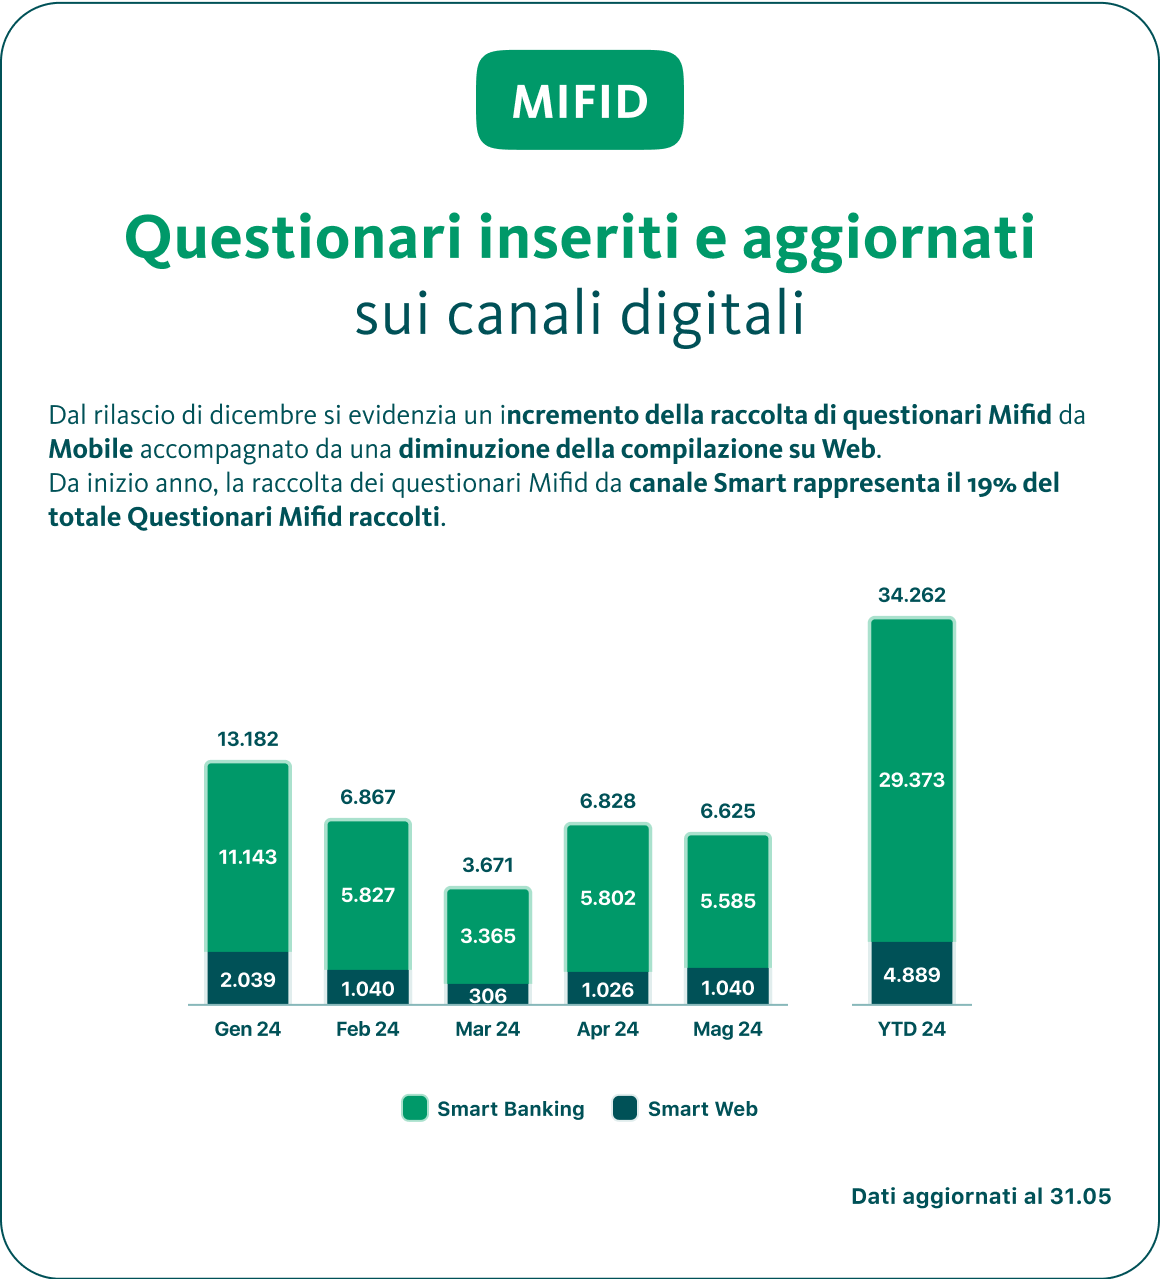 MIFID
Questionari inseriti e aggiornati
sui canali digitali
Dal rilascio di dicembre si evidenzia un incremento della raccolta di questionari Mifid da
Mobile accompagnato da una diminuzione della compilazione su Web.
Da inizio anno, la raccolta dei questionari Mifid da canale Smart rappresenta il 19% del
totale Questionari Mifid raccolti.
34.262
13.182
6.867
6.828
6.625
3.671
29.373
11.143
5.827
3.365
5.802
5.585
4.889
2.039
1.040
306
1.026
1.040
Gen 24
Feb 24
Mar 24
Apr 24
Mag 24
YTD 24
Smart Banking
Smart Web
Dati aggiornati al 31.05